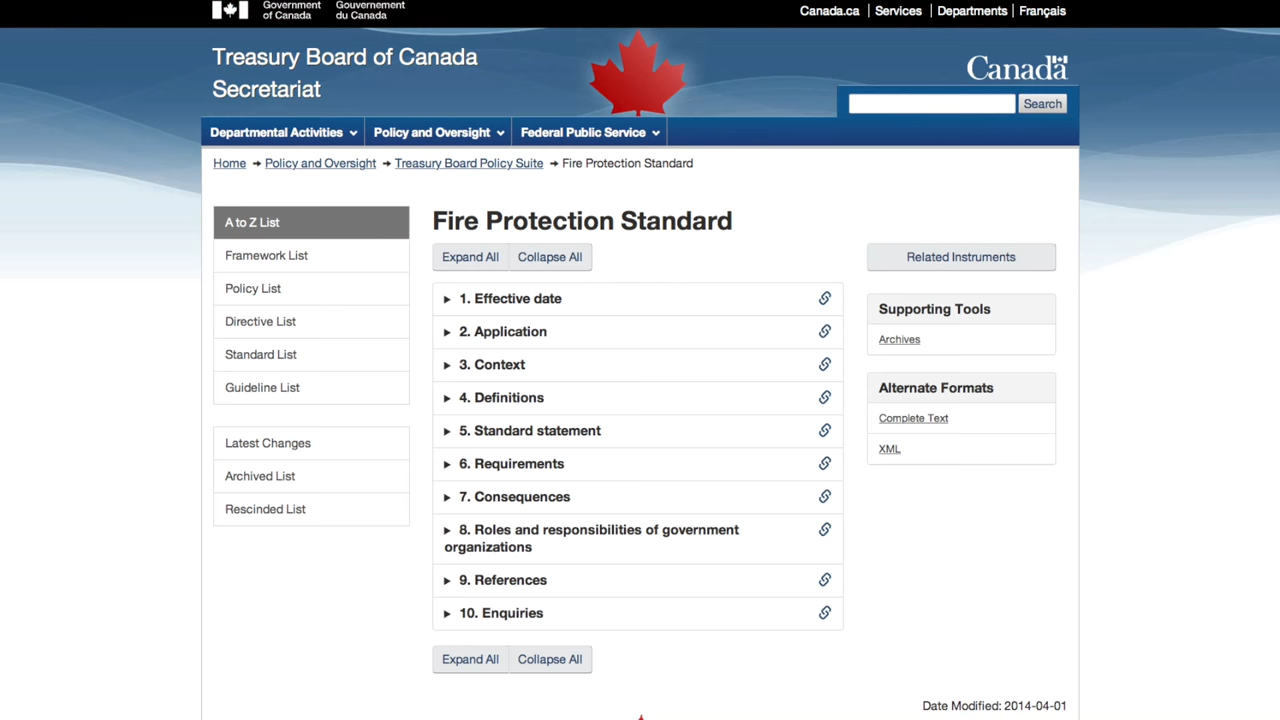 Government of Canada
Gouvernement du Canada
Canada.ca
Services
Departments
Français
Treasury Board of Canada
Secretariat
Canada
Search
Departmental Activities
Policy and Oversight
Federal Public Service
Home → Policy and Oversight → Treasury Board Policy Suite → Fire Protection Standard
A to Z List
Framework List
Policy List
Directive List
Standard List
Guideline List
Latest Changes
Archived List
Rescinded List
Fire Protection Standard
Expand All
Collapse All
1. Effective date
2. Application
3. Context
4. Definitions
5. Standard statement
6. Requirements
7. Consequences
8. Roles and responsibilities of government
organizations
9. References
10. Enquiries
Expand All
Collapse All
Related Instruments
Supporting Tools
Archives
Alternate Formats
Complete Text
XML
Date Modified: 2014-04-01